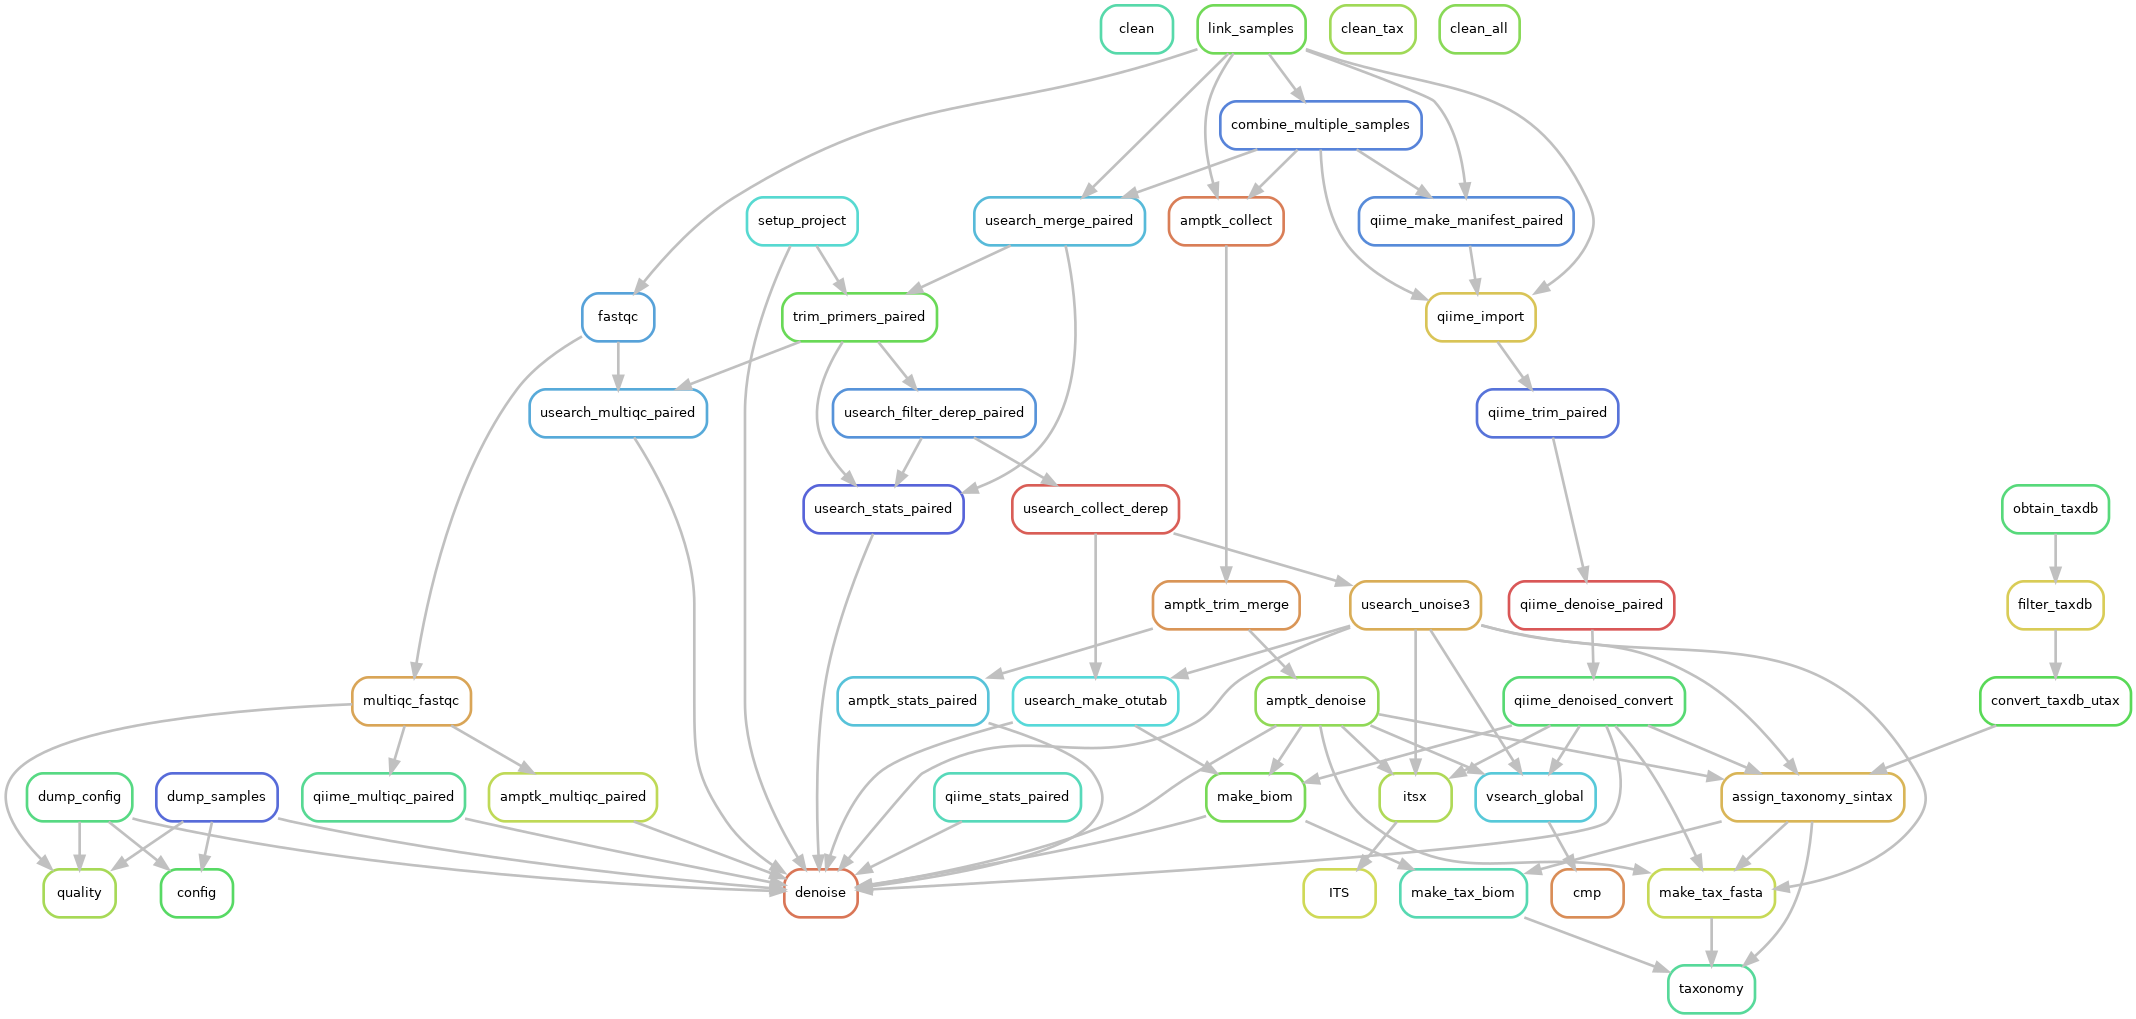 clean
link_samples
clean_tax
clean_all
combine_multiple_samples
setup_project
usearch_merge_paired
amptk_collect
qiime_make_manifest_paired
fastqc
trim_primers_paired
qiime_import
usearch_multiqc_paired
usearch_filter_derep_paired
qiime_trim_paired
usearch_stats_paired
usearch_collect_derep
obtain_taxdb
amptk_trim_merge
usearch_unoise3
qiime_denoise_paired
filter_taxdb
multiqc_fastqc
amptk_stats_paired
usearch_make_otutab
amptk_denoise
qiime_denoised_convert
convert_taxdb_utax
dump_config
dump_samples
qiime_multiqc_paired
amptk_multiqc_paired
qiime_stats_paired
make_biom
itsx
vsearch_global
assign_taxonomy_sintax
quality
config
denoise
ITS
make_tax_biom
cmp
make_tax_fasta
taxonomy